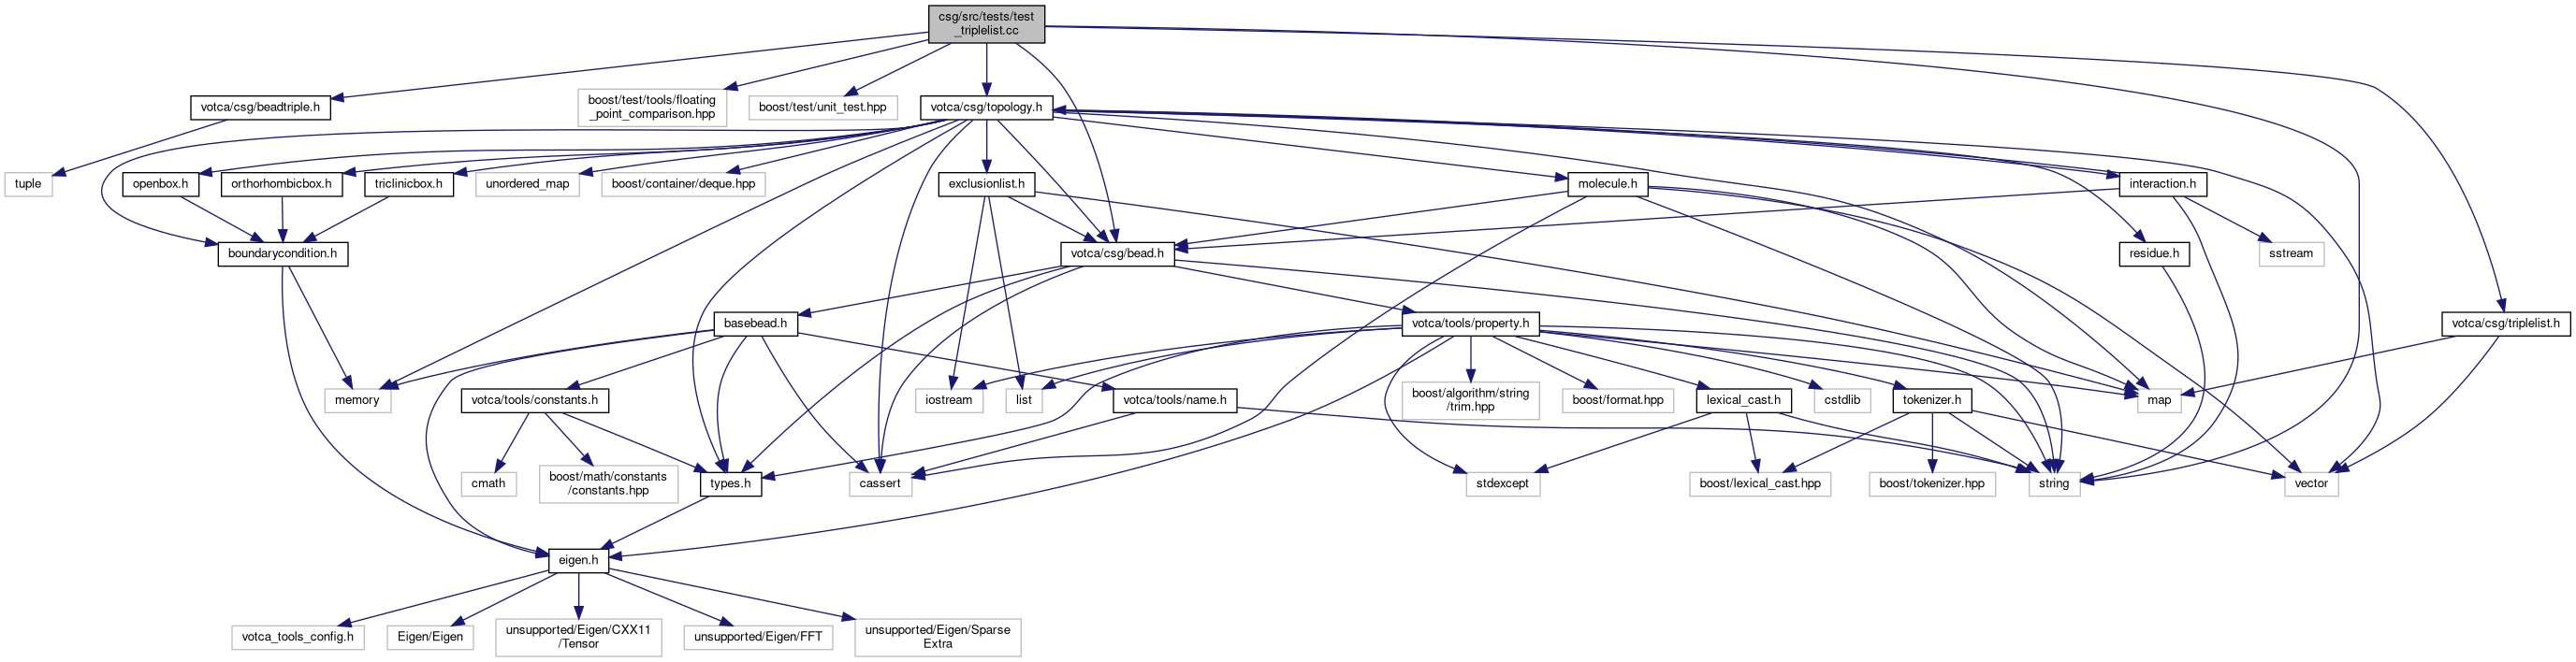 csg/src/tests/test
_triplelist.cc
votca/csg/beadtriple.h
boost/test/tools/floating
_point_comparison.hpp
boost/test/unit_test.hpp
votca/csg/topology.h
tuple
openbox.h
orthorhombicbox.h
triclinicbox.h
unordered_map
boost/container/deque.hpp
exclusionlist.h
molecule.h
interaction.h
boundarycondition.h
votca/csg/bead.h
residue.h
sstream
basebead.h
votca/tools/property.h
votca/csg/triplelist.h
memory
votca/tools/constants.h
iostream
list
votca/tools/name.h
boost/algorithm/string
/trim.hpp
boost/format.hpp
lexical_cast.h
cstdlib
tokenizer.h
map
cmath
boost/math/constants
/constants.hpp
types.h
cassert
stdexcept
boost/lexical_cast.hpp
boost/tokenizer.hpp
string
vector
eigen.h
votca_tools_config.h
Eigen/Eigen
unsupported/Eigen/CXX11
/Tensor
unsupported/Eigen/FFT
unsupported/Eigen/Sparse
Extra